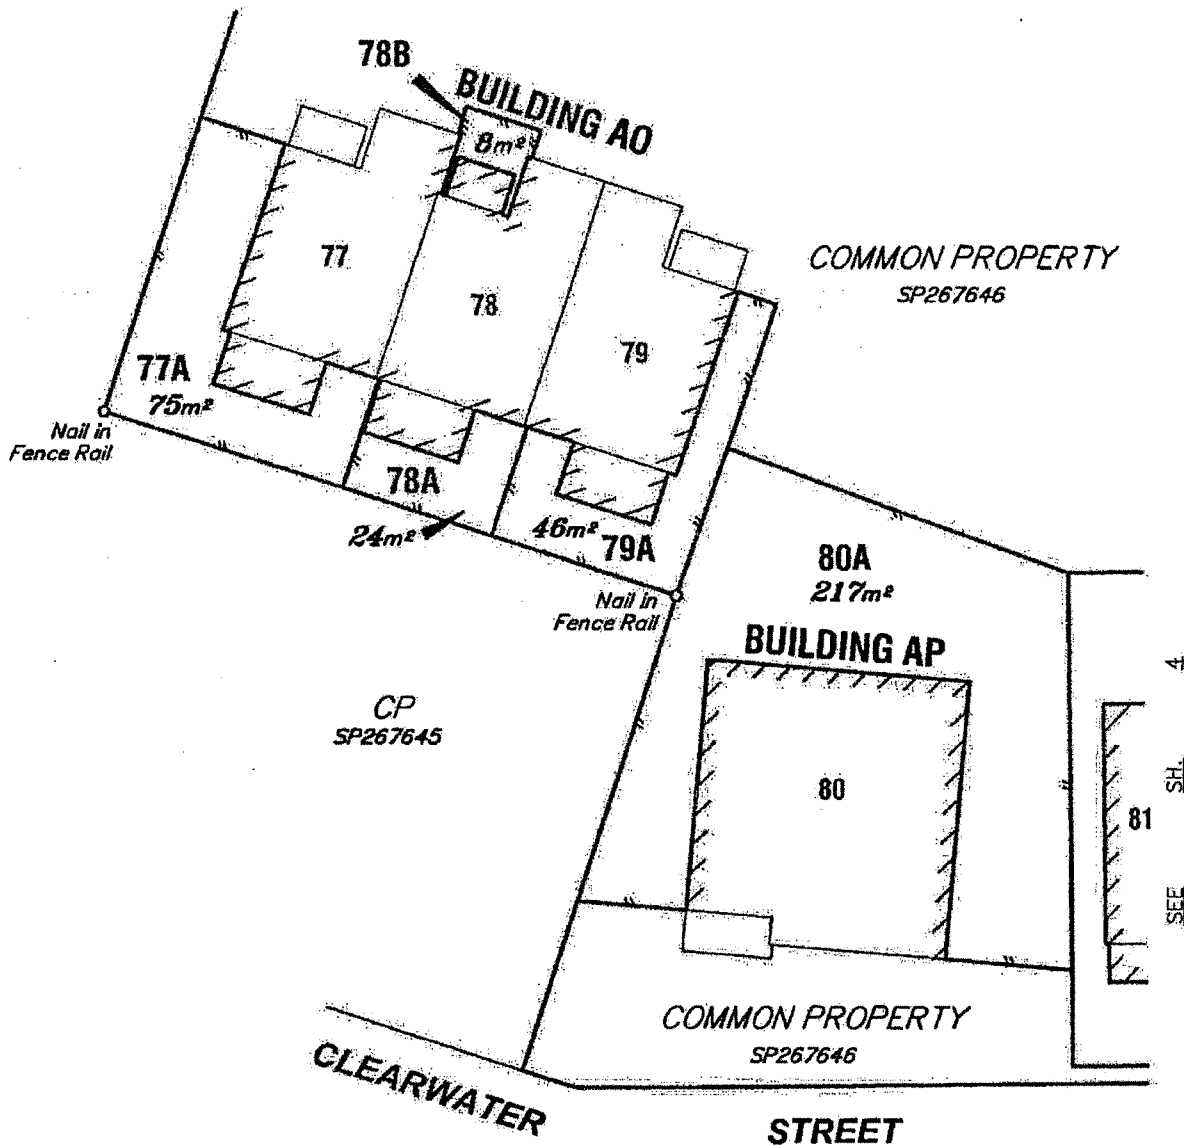 78B
BUILDING AO
8m²
77
78
79
COMMON PROPERTY
SP267646
77A
75m²
Nail in
Fence Rail
78A
24m²
46m²
79A
Nail in
Fence Rail
80A
217m²
BUILDING AP
CP
SP267645
80
81
SEE SH. 4
COMMON PROPERTY
SP267646
CLEARWATER STREET